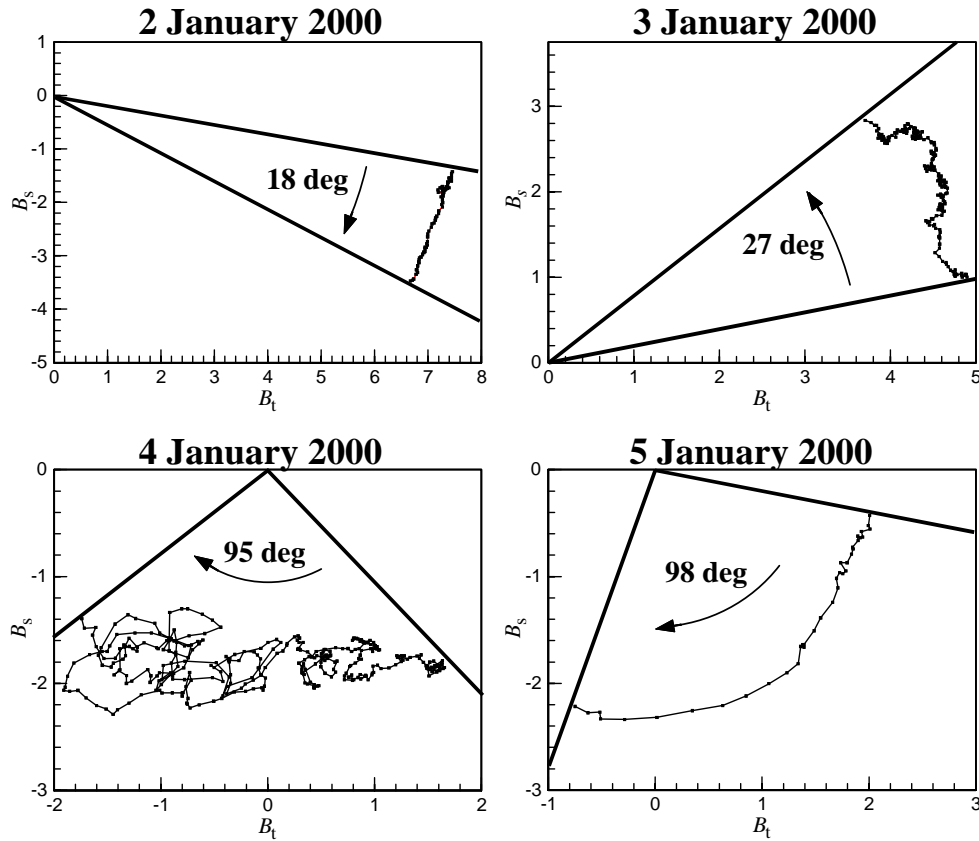 2 January 2000
1
0
-1
-2
-3
-4
-5
B_s
18 deg
0 1 2 3 4 5 6 7 8
B_t
3 January 2000
3
2
1
0
B_s
27 deg
0 1 2 3 4 5
B_t
4 January 2000
0
-1
-2
-3
B_s
95 deg
-2 -1 0 1 2
B_t
5 January 2000
0
-1
-2
-3
B_s
98 deg
-1 0 1 2 3
B_t